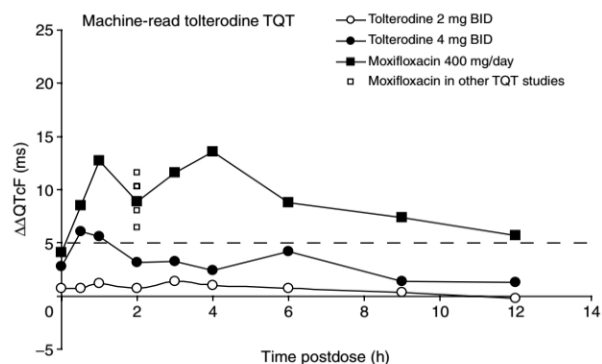 Machine-read tolterodine TQT
Tolterodine 2 mg BID
Tolterodine 4 mg BID
Moxifloxacin 400 mg/day
Moxifloxacin in other TQT studies
ΔΔQTcF (ms)
25
20
15
10
5
0
−5
0 2 4 6 8 10 12 14
Time postdose (h)